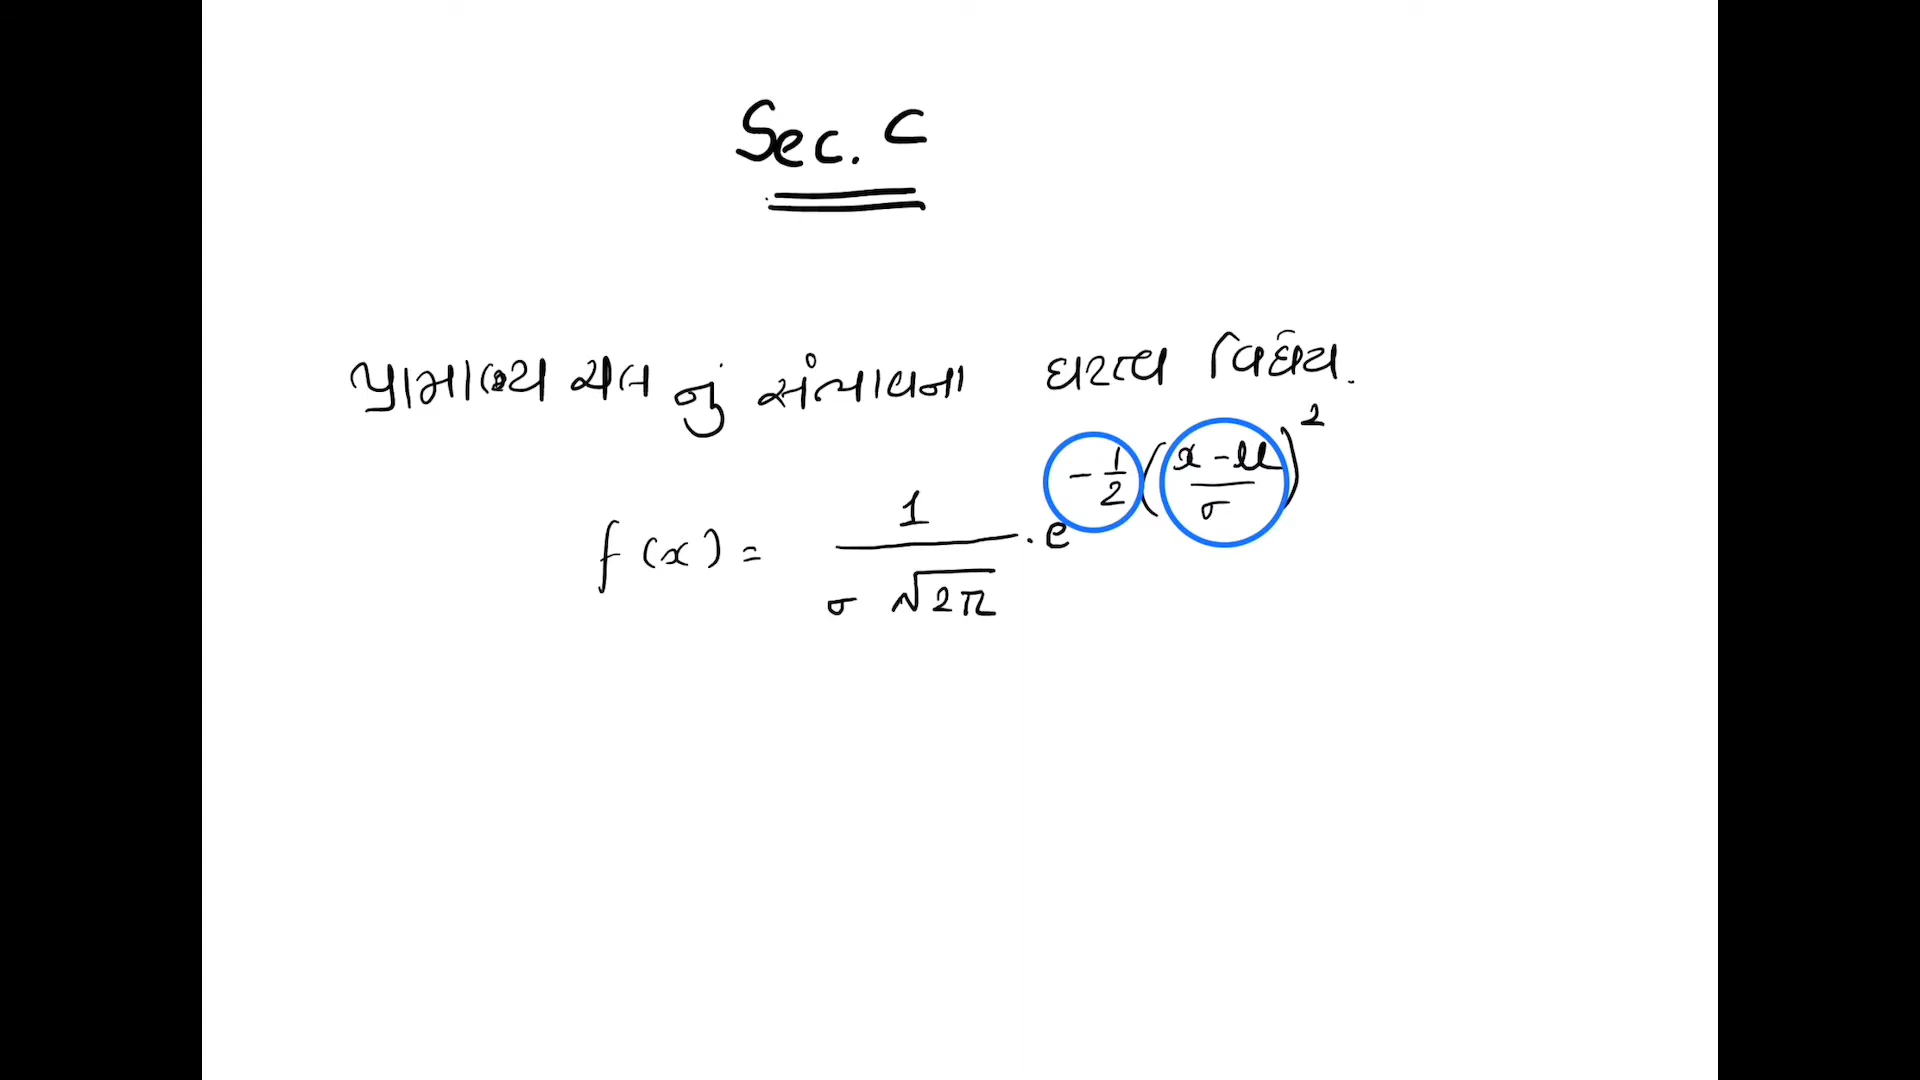 Sec. C
પ્રામાણ્ય ચલ નું સંભાવના ઘટત્વ વિધેય.
f(x) = 1 / σ √2π . e^-1/2 (x-μ / σ)^2